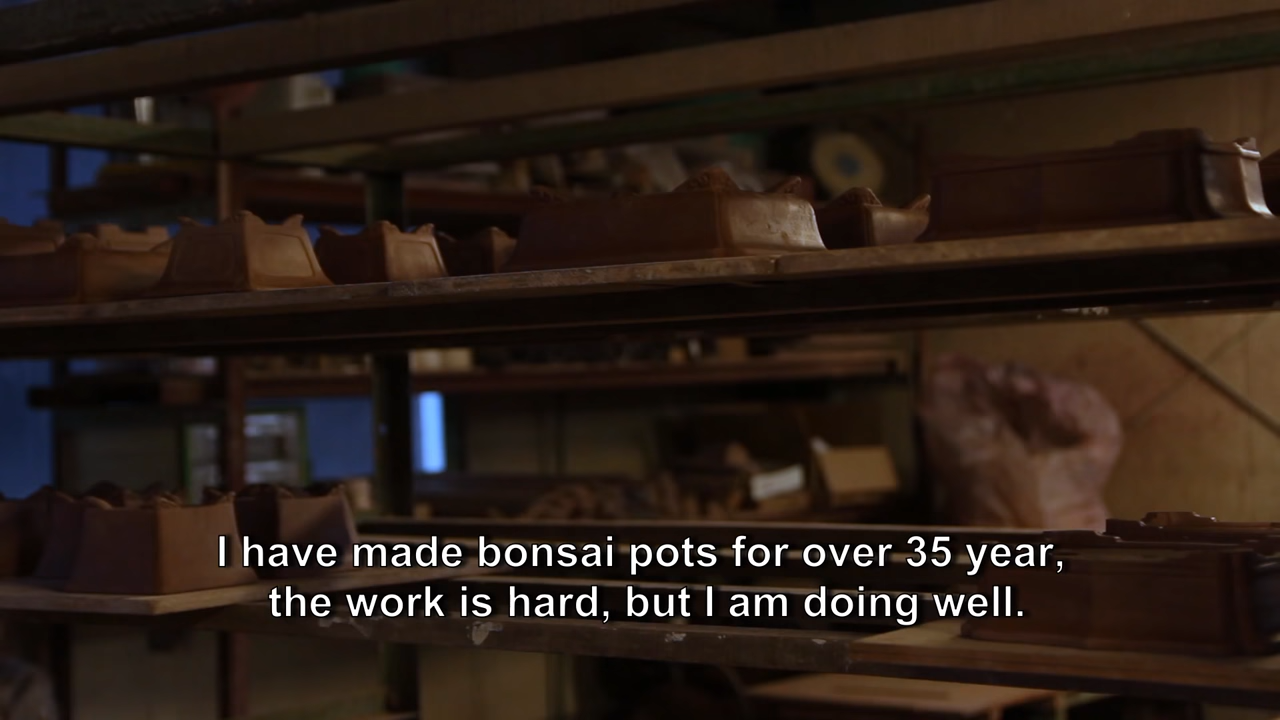 I have made bonsai pots for over 35 year,
the work is hard, but I am doing well.